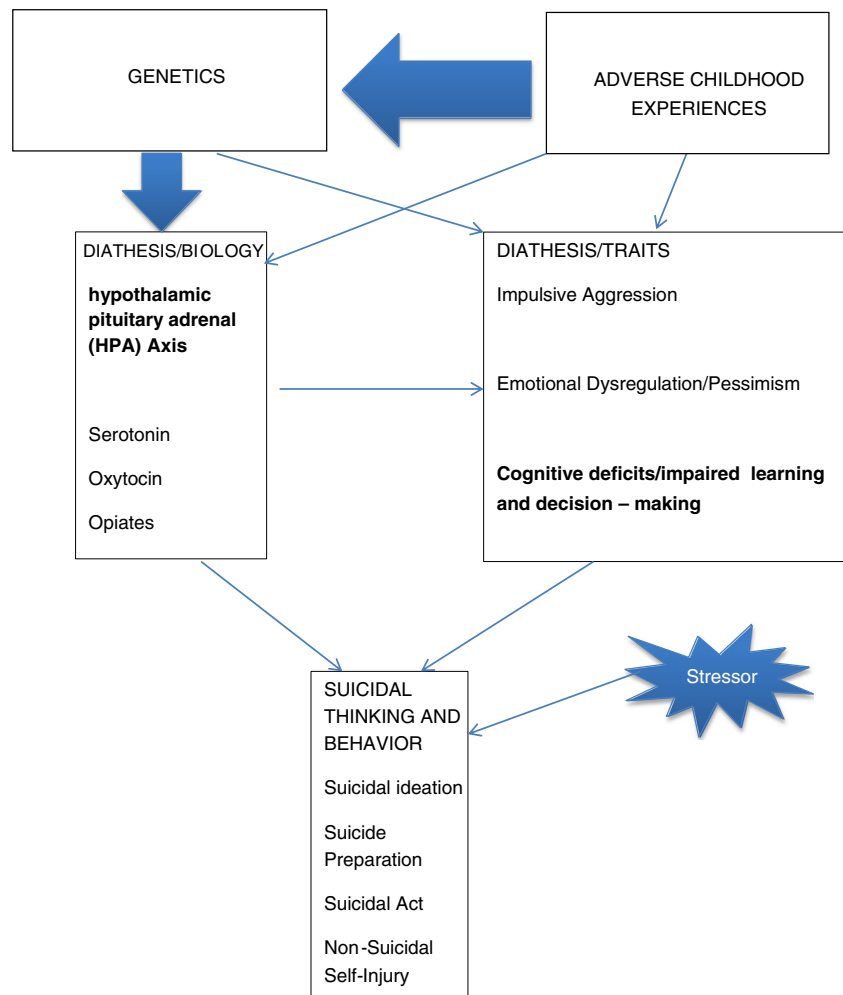 GENETICS
ADVERSE CHILDHOOD
EXPERIENCES
DIATHESIS/BIOLOGY
hypothalamic
pituitary adrenal
(HPA) Axis
Serotonin
Oxytocin
Opiates
DIATHESIS/TRAITS
Impulsive Aggression
Emotional Dysregulation/Pessimism
Cognitive deficits/impaired learning
and decision – making
Stressor
SUICIDAL
THINKING AND
BEHAVIOR
Suicidal ideation
Suicide
Preparation
Suicidal Act
Non-Suicidal
Self-Injury